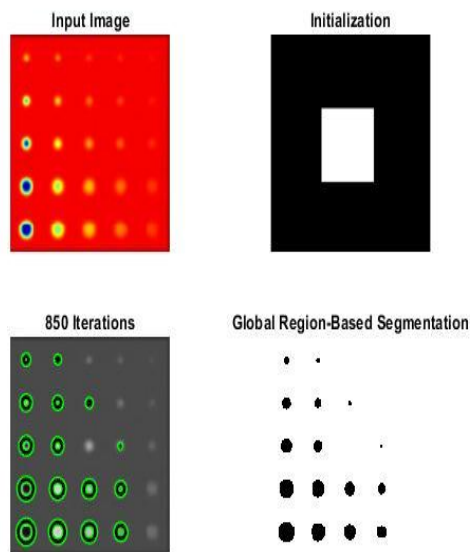 Input Image
Initialization
850 Iterations
Global Region-Based Segmentation